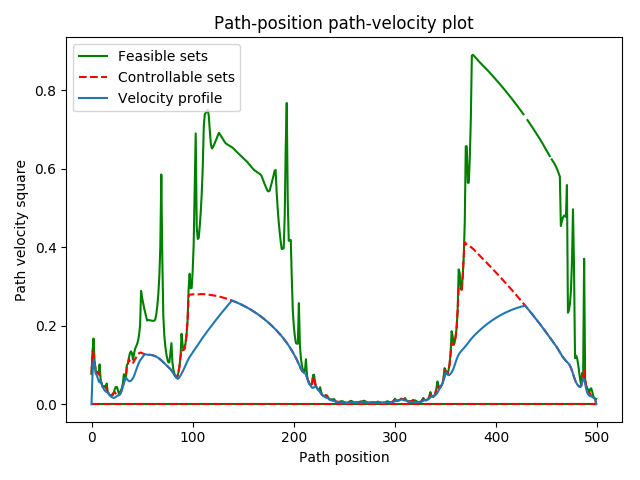 Path-position path-velocity plot
Feasible sets
Controllable sets
Velocity profile
Path velocity square
0.8
0.6
0.4
0.2
0.0
0
100
200
300
400
500
Path position